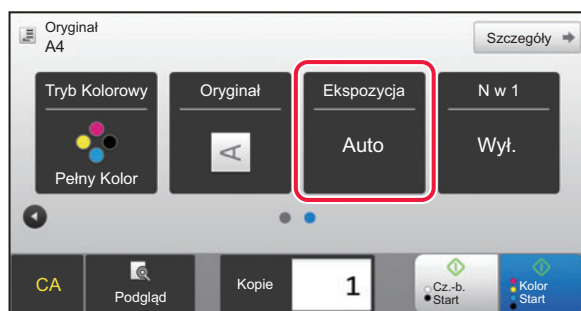 Oryginał
A4
Szczegóły
Tryb Kolorowy
Oryginał
Ekspozycja
N w 1
A
Auto
Wył.
Pełny Kolor
CA
Podgląd
Kopie
1
Cz.-b.
Start
Kolor
Start